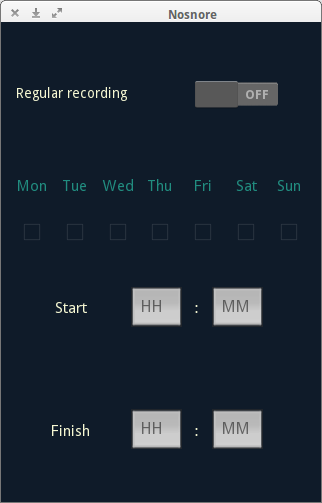 Nosnore
Regular recording OFF
Mon Tue Wed Thu Fri Sat Sun
Start HH : MM
Finish HH : MM